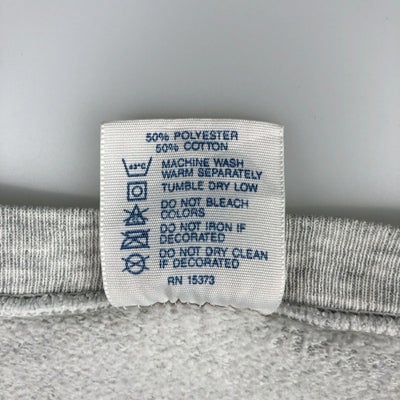 50% POLYESTER
50% COTTON
43°C MACHINE WASH
WARM SEPARATELY
TUMBLE DRY LOW
DO NOT BLEACH
COLORS
DO NOT IRON IF
DECORATED
DO NOT DRY CLEAN
IF DECORATED
RN 15373